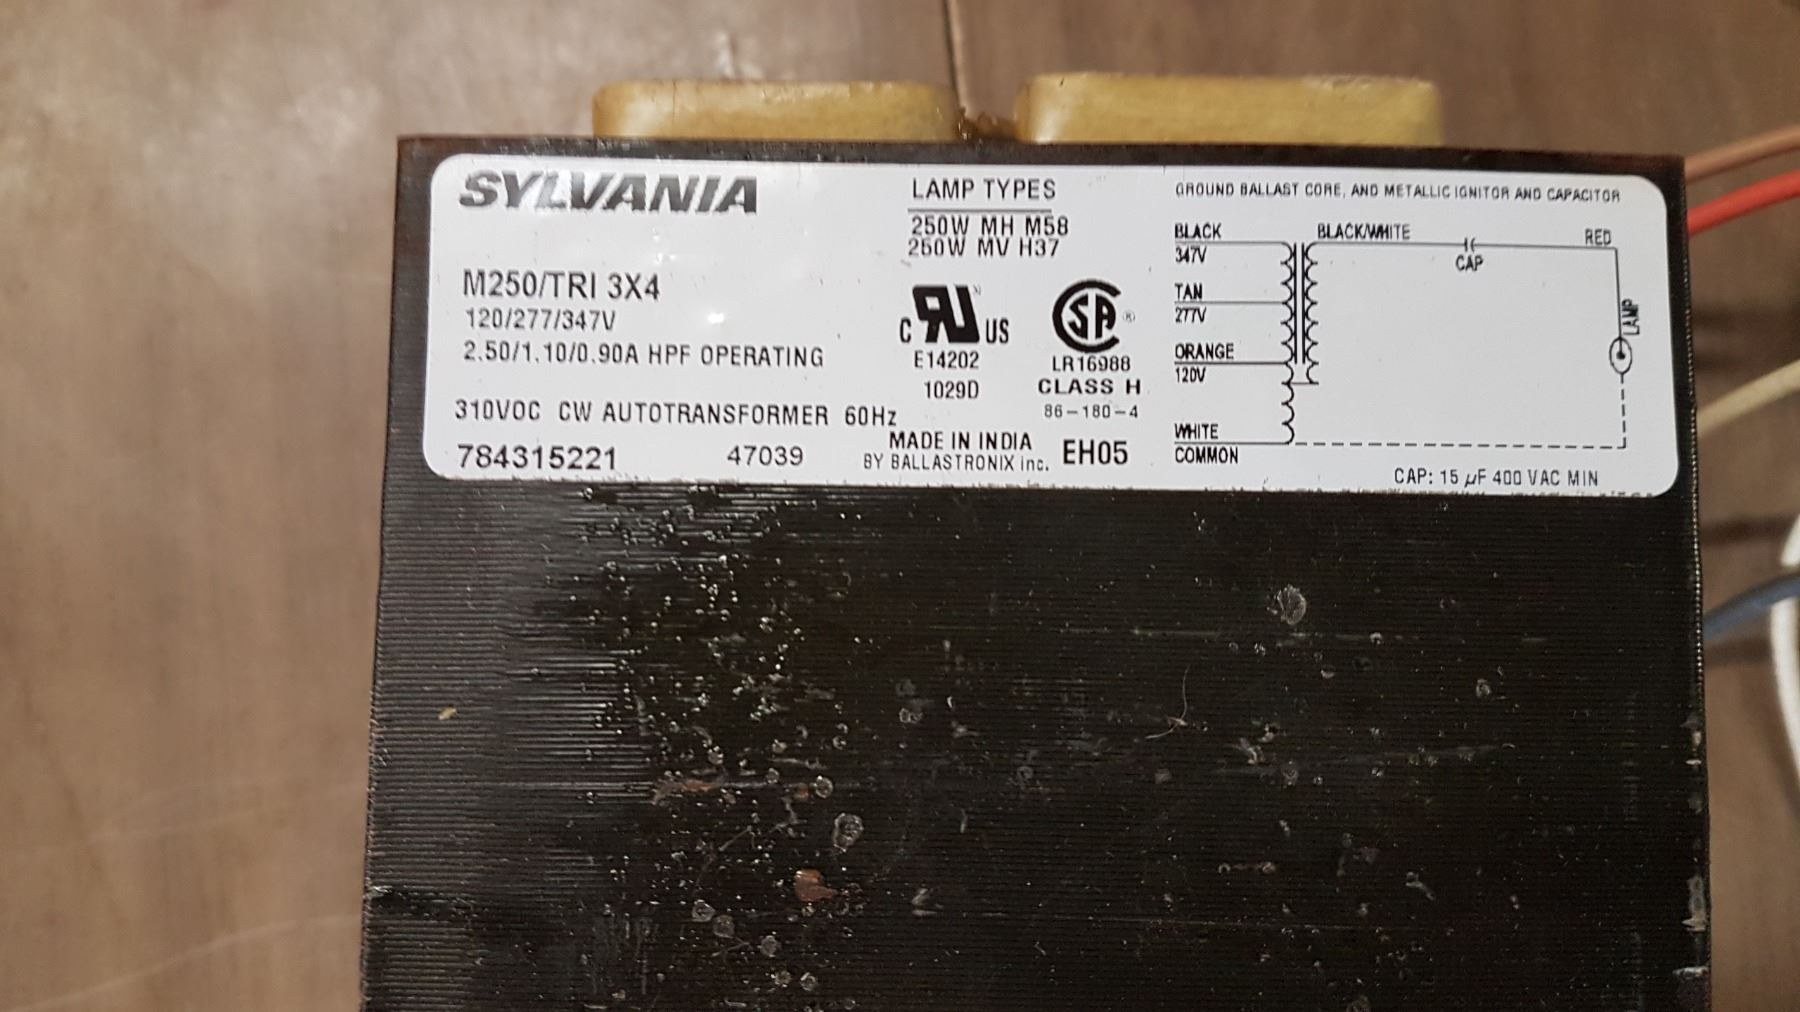 SYLVANIA
M250/TRI 3X4
120/277/347V
2.50/1.10/0.90A HPF OPERATING
310VOC CW AUTOTRANSFORMER 60Hz
784315221 47039
LAMP TYPES
250W MH M58
250W MV H37
C RU US
E14202
1029D
SA ®
LR16988
CLASS H
86-180-4
MADE IN INDIA
BY BALLASTRONIX inc. EH05
GROUND BALLAST CORE, AND METALLIC IGNITOR AND CAPACITOR
BLACK
347V
TAN
277V
ORANGE
120V
WHITE
COMMON
BLACK/WHITE
CAP
RED
LAMP
CAP: 15 µF 400 VAC MIN